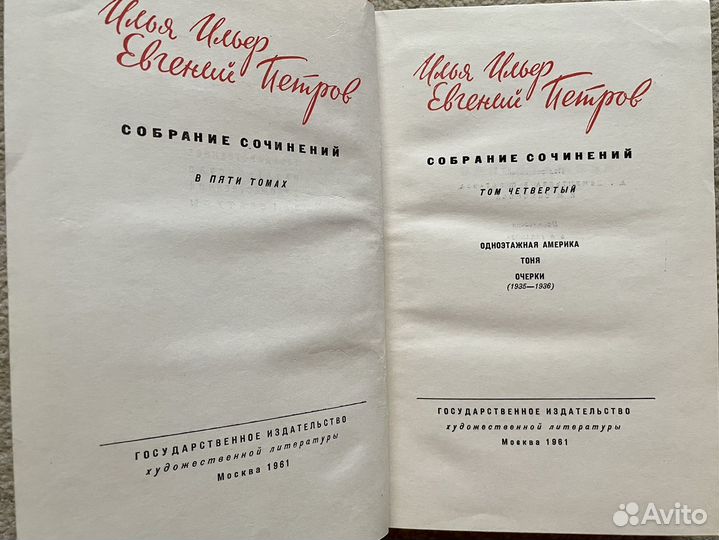 Илья Ильф
Евгений Петров
СОБРАНИЕ СОЧИНЕНИЙ
В ПЯТИ ТОМАХ
ГОСУДАРСТВЕННОЕ ИЗДАТЕЛЬСТВО
художественной литературы
Москва 1961
Илья Ильф
Евгений Петров
СОБРАНИЕ СОЧИНЕНИЙ
ТОМ ЧЕТВЕРТЫЙ
ОДНОЭТАЖНАЯ АМЕРИКА
ТОНЯ
ОЧЕРКИ
(1935—1936)
ГОСУДАРСТВЕННОЕ ИЗДАТЕЛЬСТВО
художественной литературы
Москва 1961
Avito